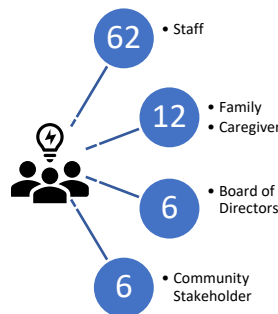 62
• Staff
12
• Family
• Caregiver
6
• Board of
Directors
6
• Community
Stakeholder